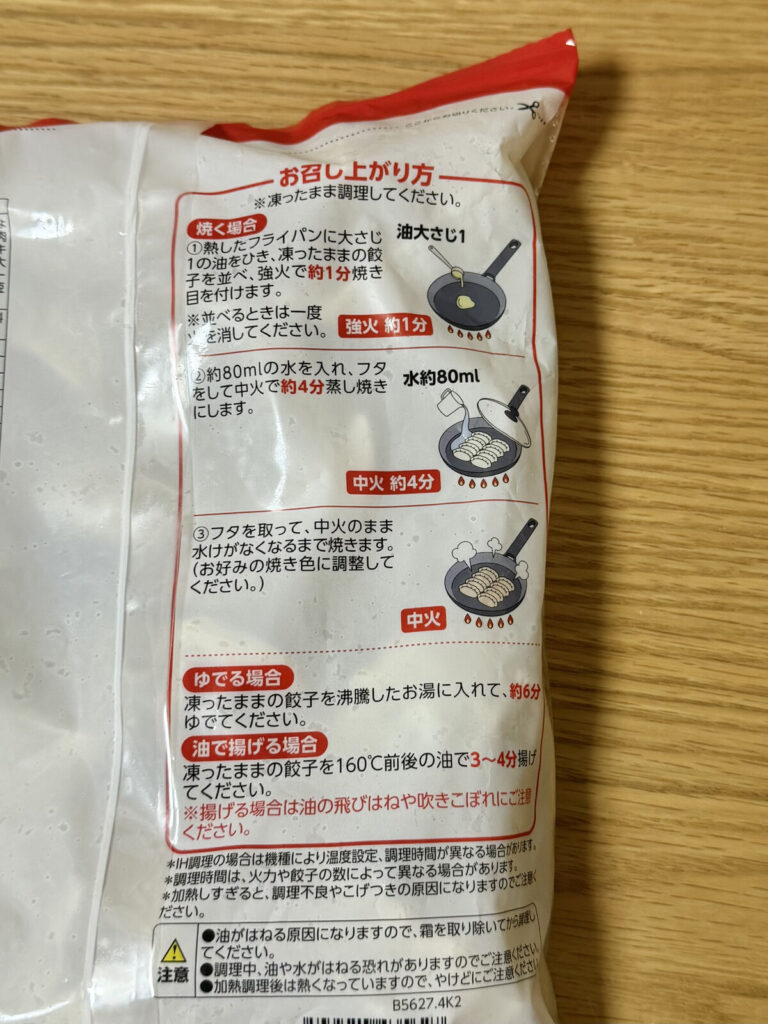 ここからお切りください。
お召し上がり方
※凍ったまま調理してください。
焼く場合
①熱したフライパンに大さじ
1の油をひき、凍ったままの餃
子を並べ、強火で約1分焼き
目を付けます。
※並べるときは一度
火を消してください。
油大さじ1
強火 約1分
②約80mlの水を入れ、フタ
をして中火で約4分蒸し焼き
にします。
水約80ml
中火 約4分
③フタを取って、中火のまま
水けがなくなるまで焼きます。
(お好みの焼き色に調整して
ください。)
中火
ゆでる場合
凍ったままの餃子を沸騰したお湯に入れて、約6分
ゆでてください。
油で揚げる場合
凍ったままの餃子を160℃前後の油で3～4分揚げ
てください。
※揚げる場合は油の飛びはねや吹きこぼれにご注意
ください。
*IH調理の場合は機種により温度設定、調理時間が異なる場合があります。
*調理時間は、火力や餃子の数によって異なる場合があります。
*加熱しすぎると、調理不良やこげつきの原因になりますのでご注意く
ださい。
注意
●油がはねる原因になりますので、霜を取り除いてから調理し
てください。
●調理中、油や水がはねる恐れがありますのでご注意ください。
●加熱調理後は熱くなっていますので、やけどにご注意ください
B5627.4K2